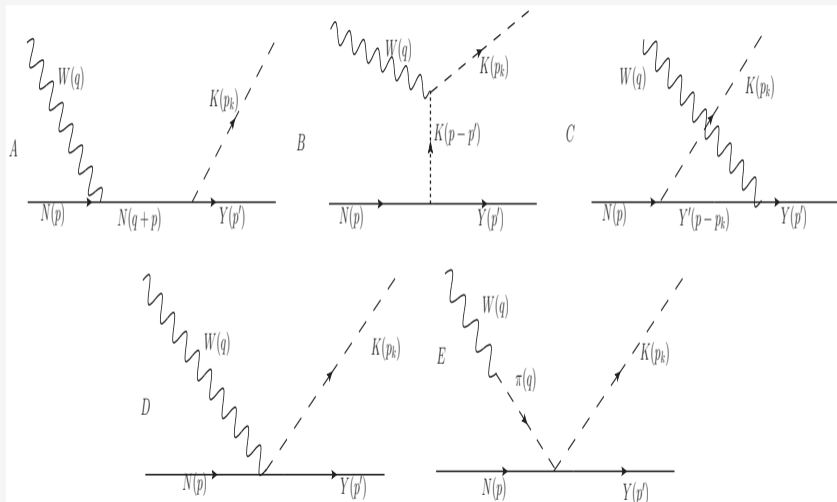 A
W(q)
K(p_k)
N(p)
N(q+p)
Y(p′)
B
W(q)
K(p_k)
K(p − p′)
N(p)
Y(p′)
C
W(q)
K(p_k)
N(p)
Y′(p−p_k)
Y(p′)
D
W(q)
K(p_k)
N(p)
Y(p′)
E
W(q)
π(q)
K(p_k)
N(p)
Y(p′)